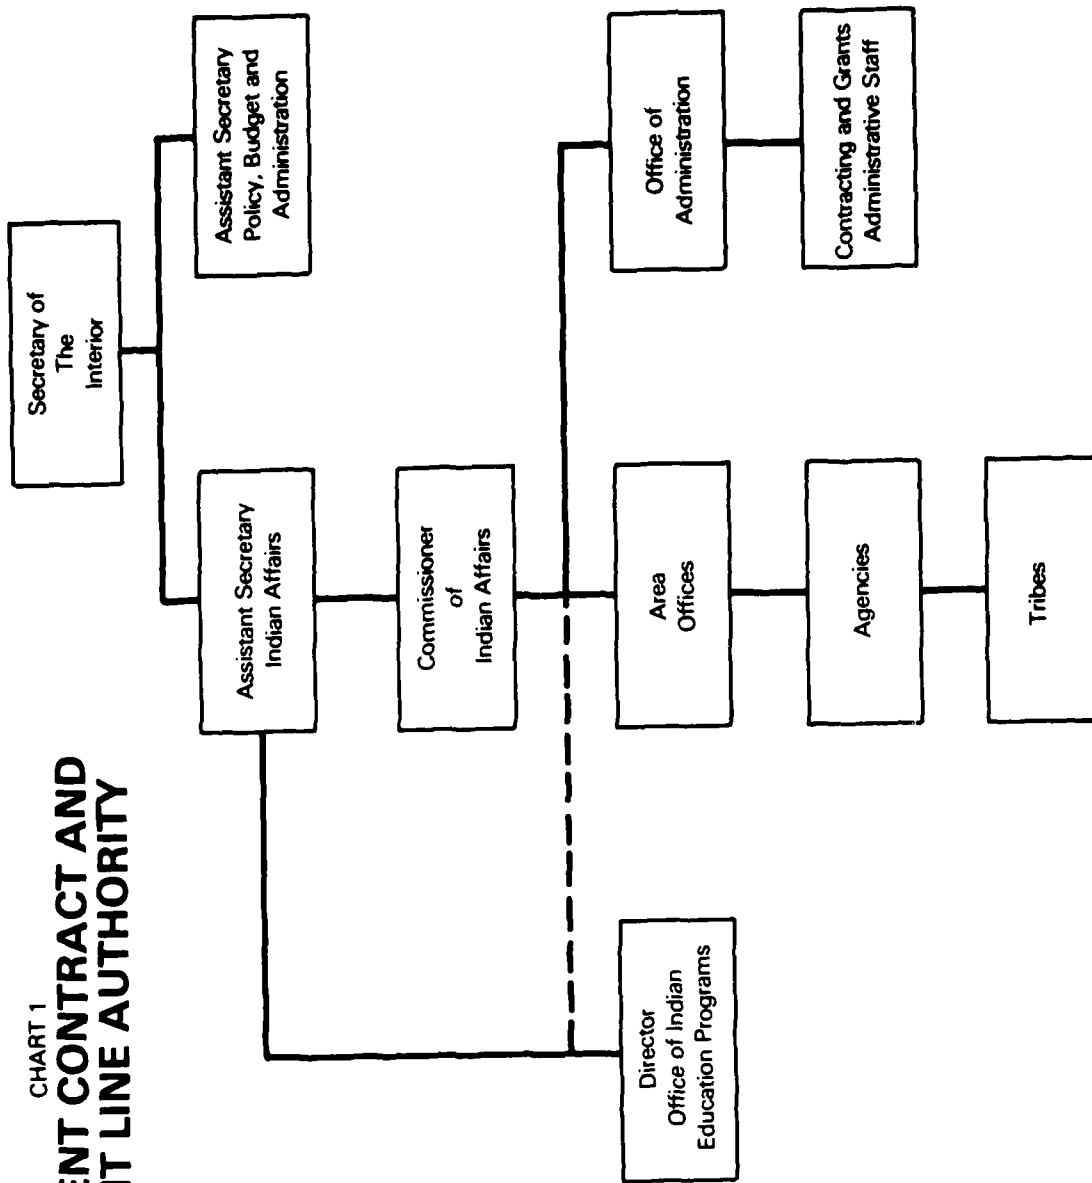 CHART 1
CONTRACT AND
LINE AUTHORITY
Secretary of
The
Interior
Assistant Secretary
Indian Affairs
Assistant Secretary
Policy, Budget and
Administration
Commissioner
of
Indian Affairs
Director
Office of Indian
Education Programs
Area
Offices
Office of
Administration
Agencies
Contracting and Grants
Administrative Staff
Tribes